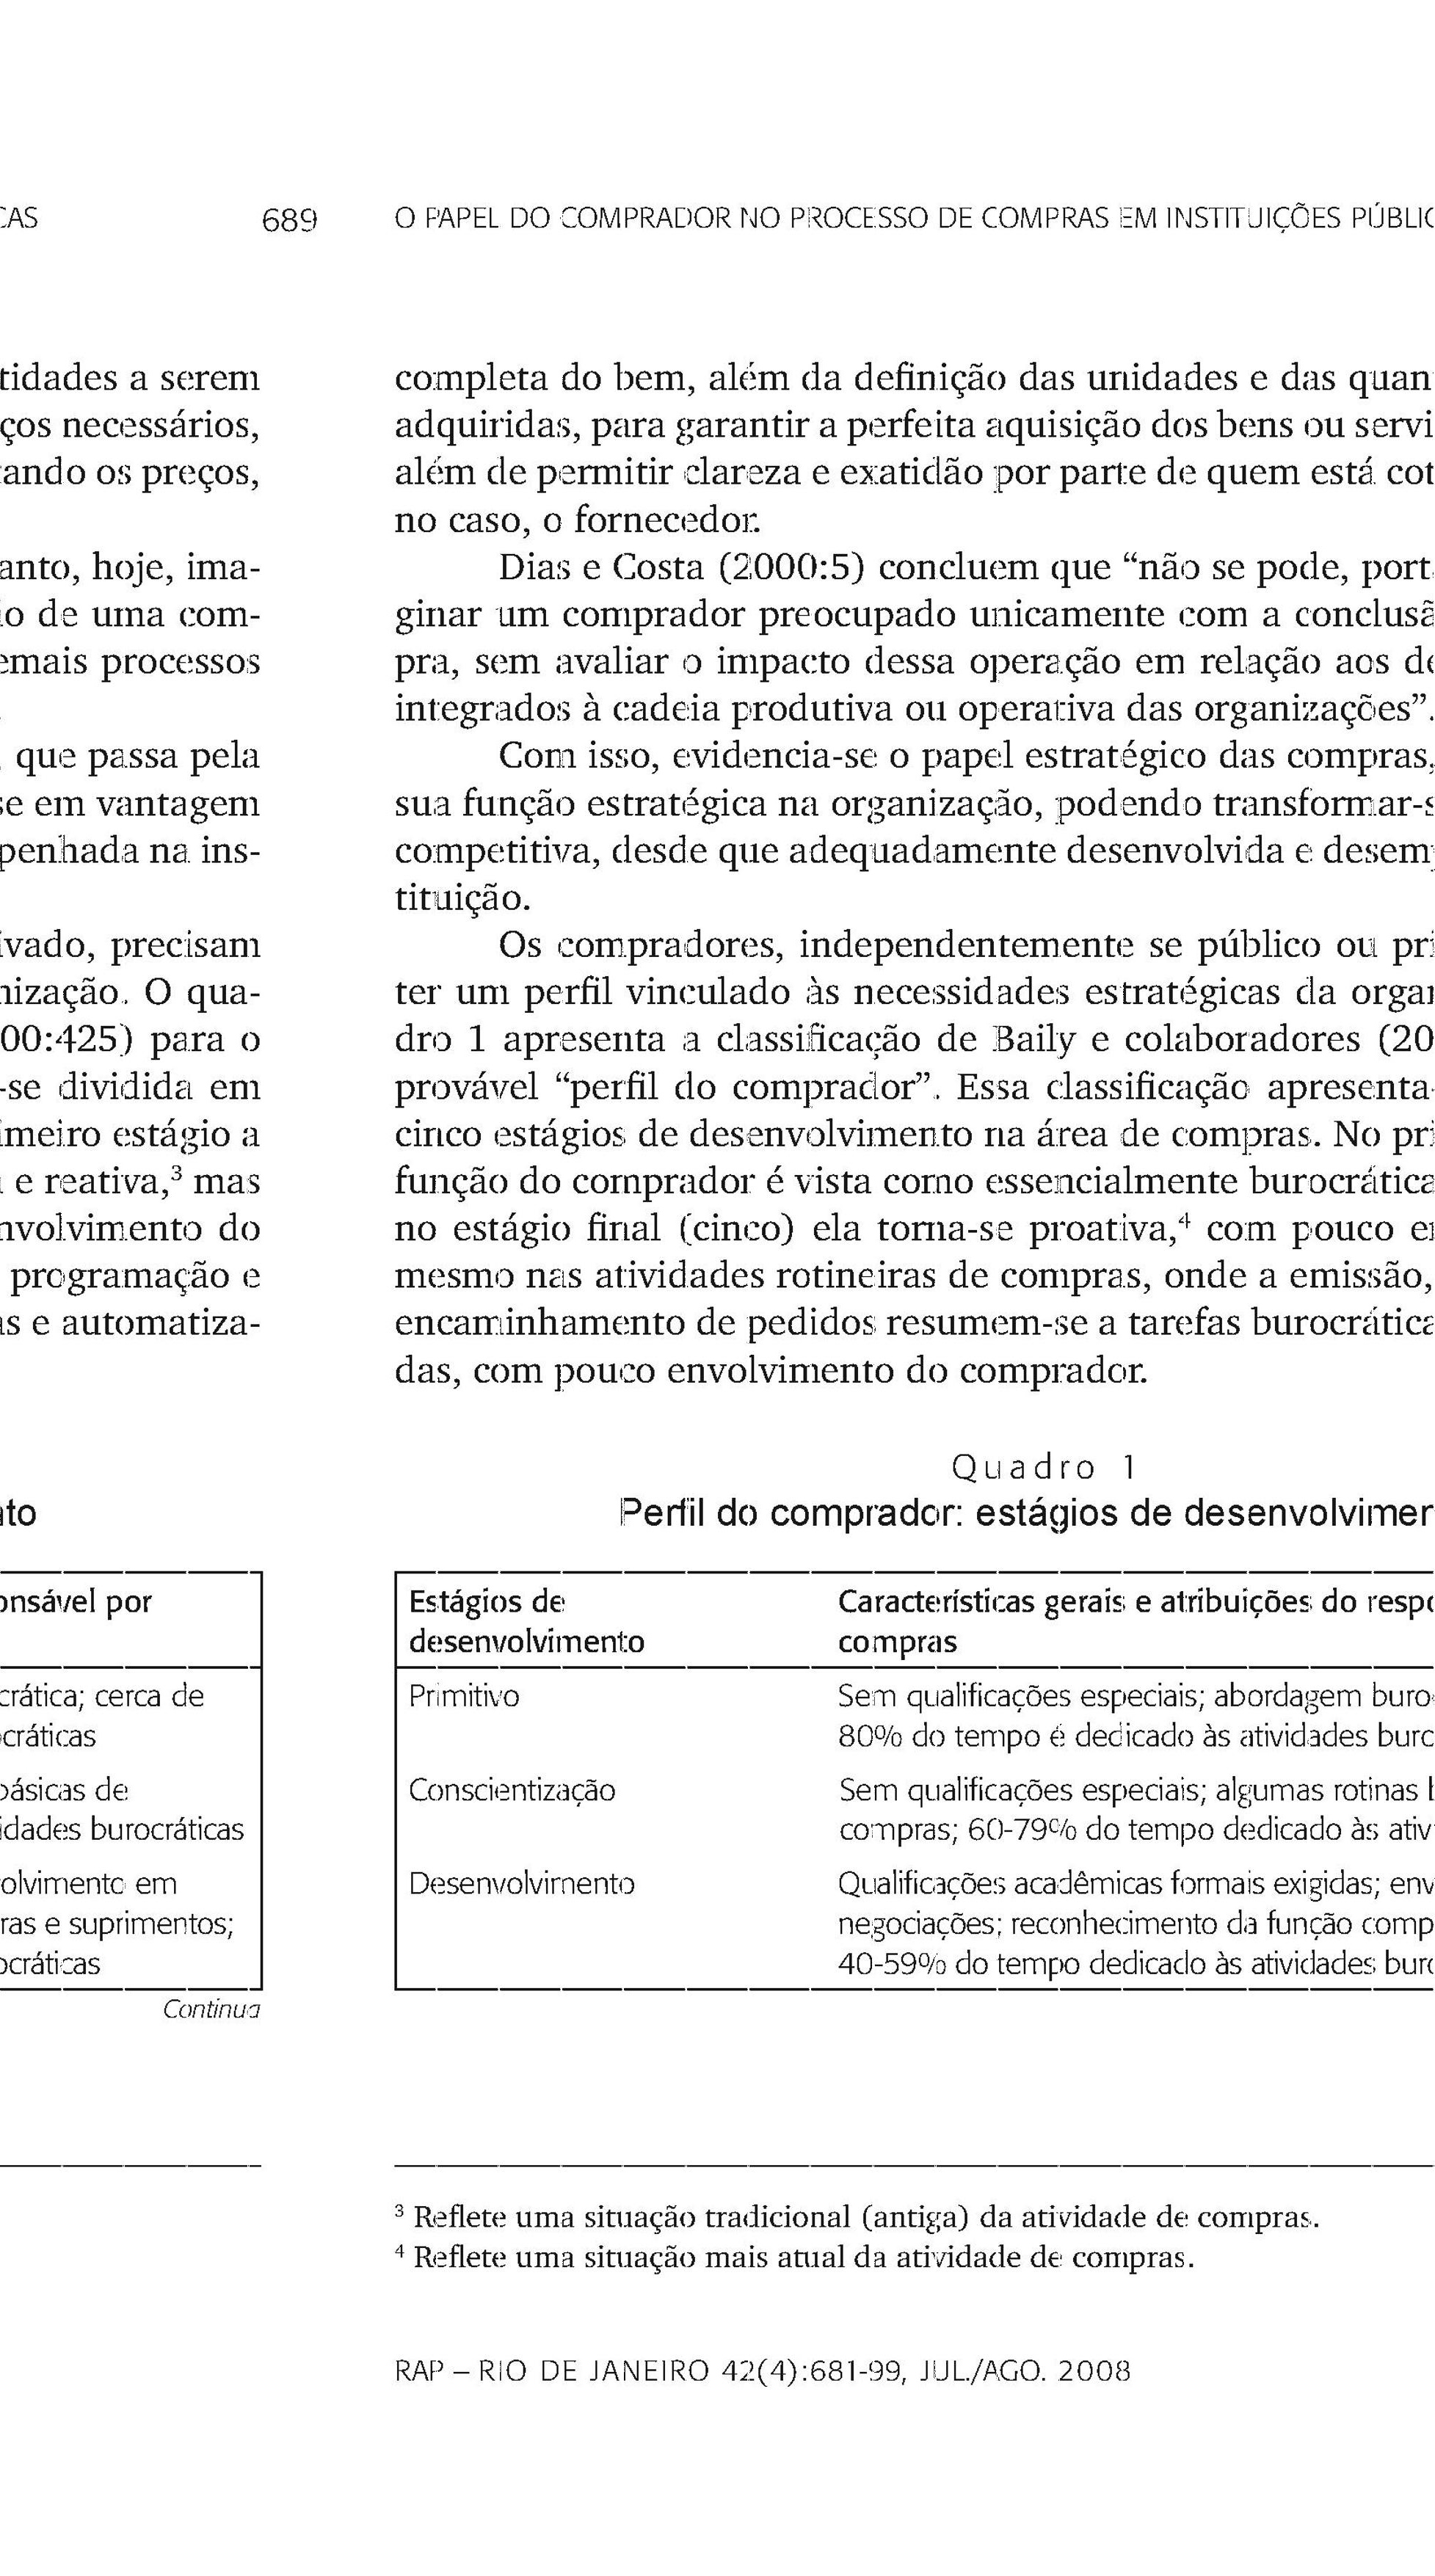 CAS 689
tidades a serem
ços necessários,
ando os preços,
anto, hoje, ima-
o de uma com-
emais processos
que passa pela
se em vantagem
penhada na ins-
ivado, precisam
nização. O qua-
00:425) para o
-se dividida em
imeiro estágio a
e reativa,³ mas
nvolvimento do
programação e
as e automatiza-
nto
onsável por
crática; cerca de
ocráticas
básicas de
idades burocráticas
olvimento em
ras e suprimentos;
ocráticas
Continua
O PAPEL DO COMPRADOR NO PROCESSO DE COMPRAS EM INSTITUIÇÕES PÚBLIC
completa do bem, além da definição das unidades e das quan
adquiridas, para garantir a perfeita aquisição dos bens ou servi
além de permitir clareza e exatidão por parte de quem está cot
no caso, o fornecedor.
Dias e Costa (2000:5) concluem que “não se pode, port
ginar um comprador preocupado unicamente com a conclusã
pra, sem avaliar o impacto dessa operação em relação aos de
integrados à cadeia produtiva ou operativa das organizações”.
Com isso, evidencia-se o papel estratégico das compras,
sua função estratégica na organização, podendo transformar-s
competitiva, desde que adequadamente desenvolvida e desem
tituição.
Os compradores, independentemente se público ou pri
ter um perfil vinculado às necessidades estratégicas da orga
dro 1 apresenta a classificação de Baily e colaboradores (20
provável “perfil do comprador”. Essa classificação apresenta-
cinco estágios de desenvolvimento na área de compras. No pri
função do comprador é vista como essencialmente burocrática
no estágio final (cinco) ela torna-se proativa,⁴ com pouco e
mesmo nas atividades rotineiras de compras, onde a emissão,
encaminhamento de pedidos resumem-se a tarefas burocrática
das, com pouco envolvimento do comprador.
Quadro 1
Perfil do comprador: estágios de desenvolvimen
Estágios de
desenvolvimento
Características gerais e atribuições do respo
compras
Primitivo
Sem qualificações especiais; abordagem buro
80% do tempo é dedicado às atividades buro
Conscientização
Sem qualificações especiais; algumas rotinas b
compras; 60-79% do tempo dedicado às ativ
Desenvolvimento
Qualificações acadêmicas formais exigidas; env
negociações; reconhecimento da função comp
40-59% do tempo dedicado às atividades buro
³ Reflete uma situação tradicional (antiga) da atividade de compras.
⁴ Reflete uma situação mais atual da atividade de compras.
RAP – RIO DE JANEIRO 42(4):681-99, JUL./AGO. 2008